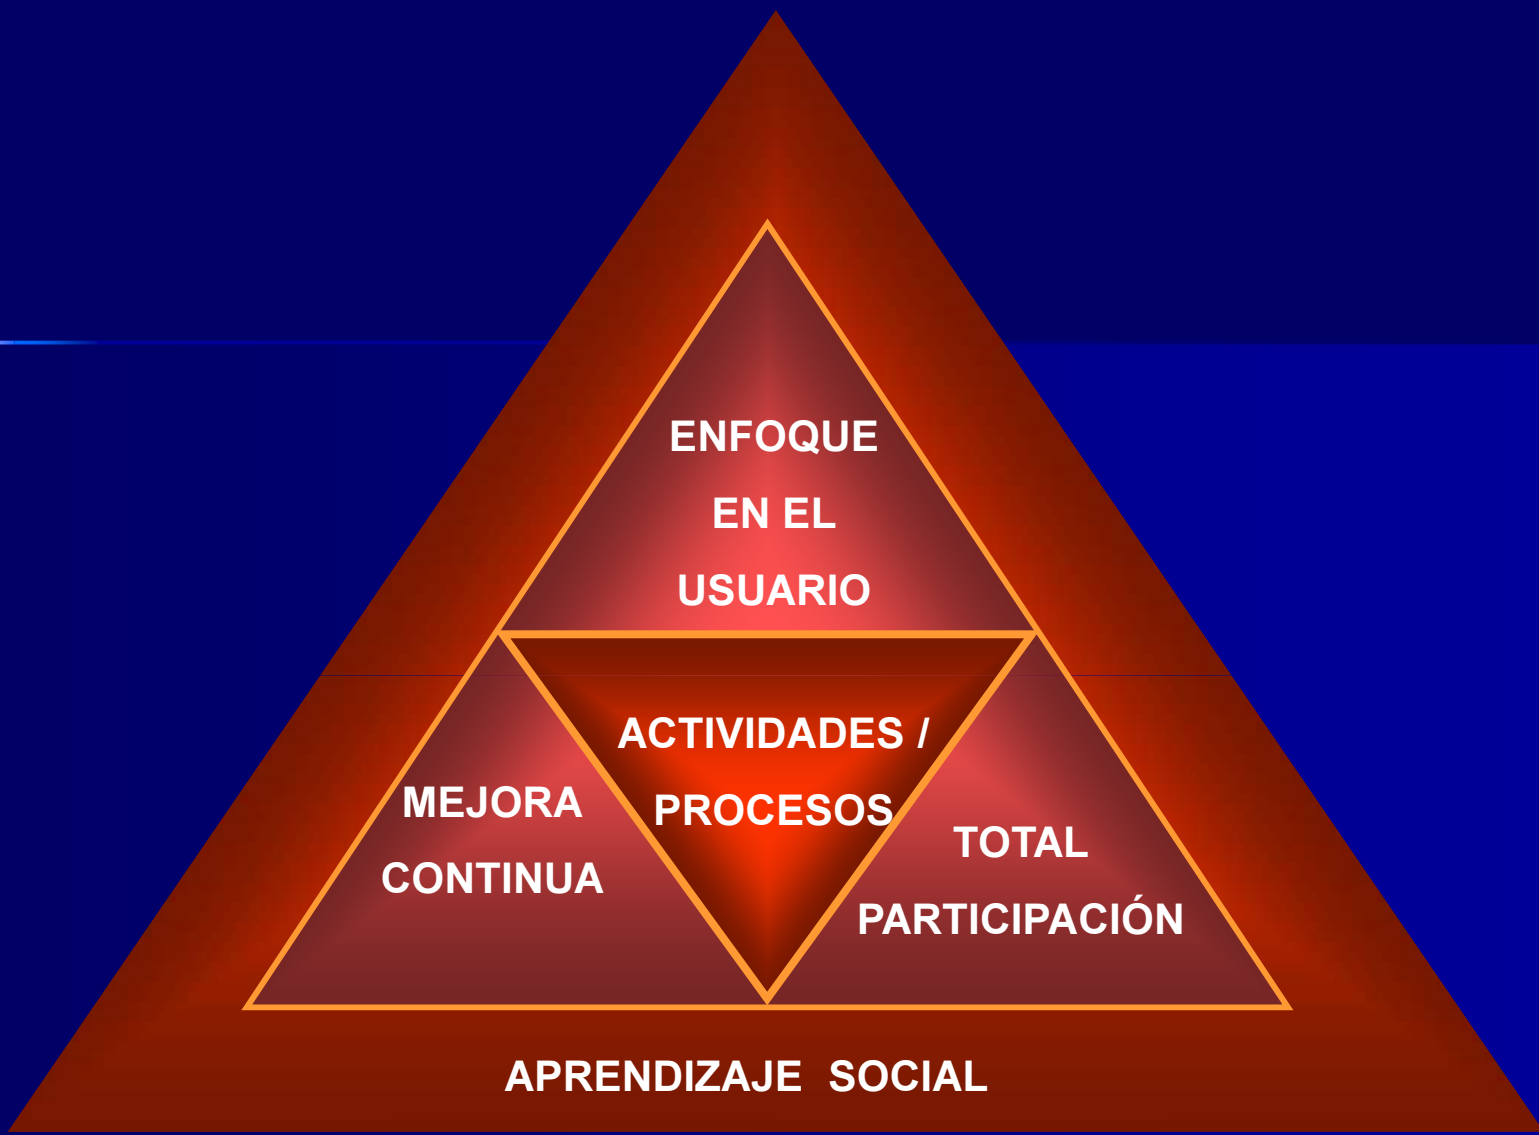 ENFOQUE
EN EL
USUARIO
ACTIVIDADES /
PROCESOS
MEJORA
CONTINUA
TOTAL
PARTICIPACIÓN
APRENDIZAJE SOCIAL